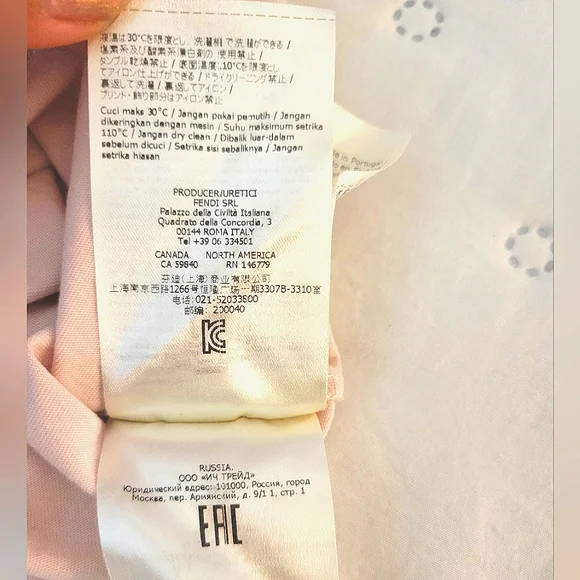 液温は30℃を限度とし、洗濯機で洗濯ができる /
塩素系及び酸素系漂白剤の使用禁止 /
タンブル乾燥禁止 / 底面温度110℃を限度とし
てアイロン仕上げができる / ドライクリーニング禁止 /
裏返して洗濯 / 裏返してアイロン /
プリント・飾り部分はアイロン禁止
Cuci maks 30°C / Jangan pakai pemutih / Jangan
dikeringkan dengan mesin / Suhu maksimum setrika
110°C / Jangan dry clean / Dibalik luar-dalam
sebelum dicuci / Setrika sisi sebaliknya / Jangan
setrika hiasan
PRODUCER/URETICI
FENDI SRL
Palazzo della Civiltà Italiana
Quadrato della Concordia, 3
00144 ROMA ITALY
Tel +39 06 334501
CANADA NORTH AMERICA
CA 59840 RN 146779
芬迪(上海)商业有限公司
上海南京西路1266号恒隆广场一期3307B-3310室
电话: 021-52033800
邮编: 200040
RUSSIA.
ООО «ИЧ ТРЕЙД»
Юридический адрес: 101000, Россия, город
Москва, пер. Армянский, д. 9/1 1, стр. 1
EAC
in Portugal